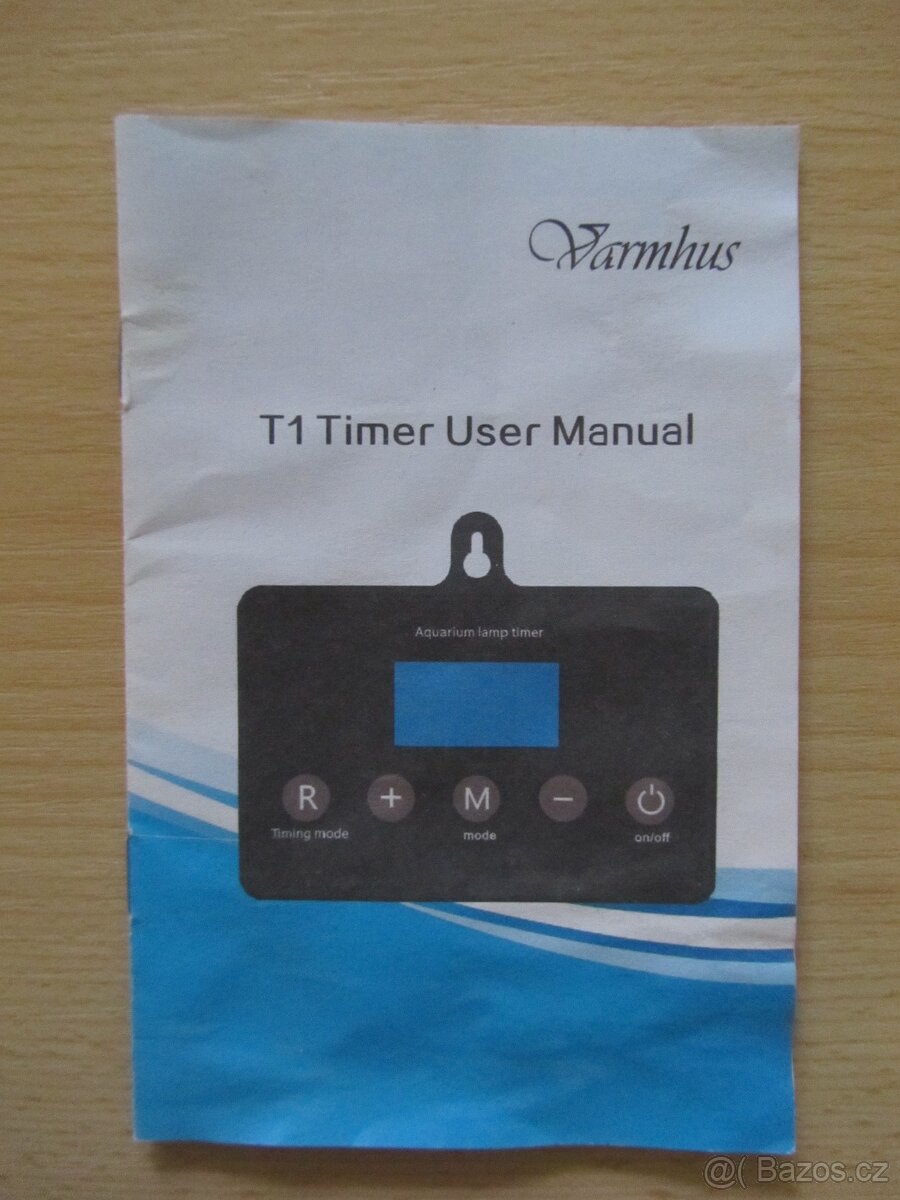 Varmhus
T1 Timer User Manual
Aquarium lamp timer
R + M −
Timing mode mode on/off
@( Bazos.cz